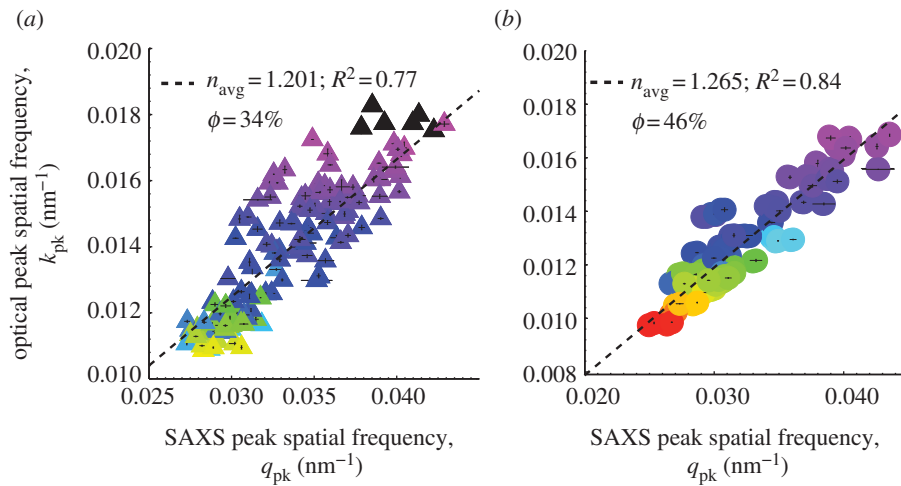 (a)
0.020
0.018
0.016
0.014
0.012
0.010
n_avg = 1.201; R² = 0.77
ϕ = 34%
optical peak spatial frequency,
k_pk (nm⁻¹)
0.025
0.030
0.035
0.040
SAXS peak spatial frequency,
q_pk (nm⁻¹)
(b)
0.020
0.018
0.016
0.014
0.012
0.010
0.008
n_avg = 1.265; R² = 0.84
ϕ = 46%
0.020
0.030
0.040
SAXS peak spatial frequency,
q_pk (nm⁻¹)